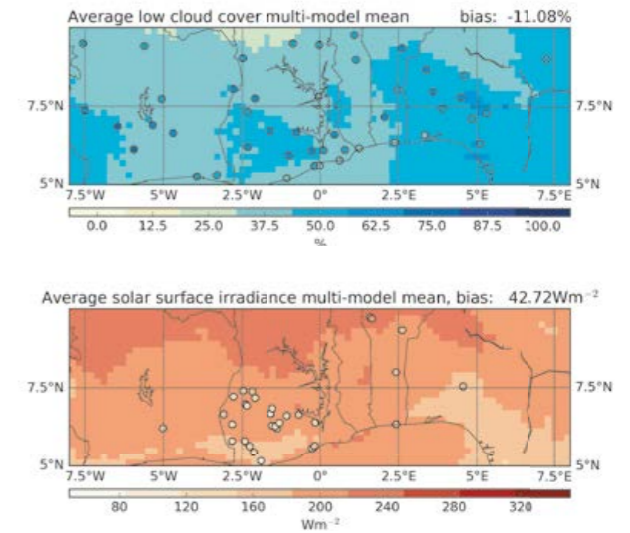 Average low cloud cover multi-model mean bias: -11.08%
7.5°N 7.5°N
5°N
7.5°W 5°W 2.5°W 0° 2.5°E 5°E 7.5°E
0.0 12.5 25.0 37.5 50.0 62.5 75.0 87.5 100.0
%
Average solar surface irradiance multi-model mean, bias: 42.72Wm⁻²
7.5°N 7.5°N
5°N 5°N
7.5°W 5°W 2.5°W 0° 2.5°E 5°E 7.5°E
80 120 160 200 240 280 320
Wm⁻²